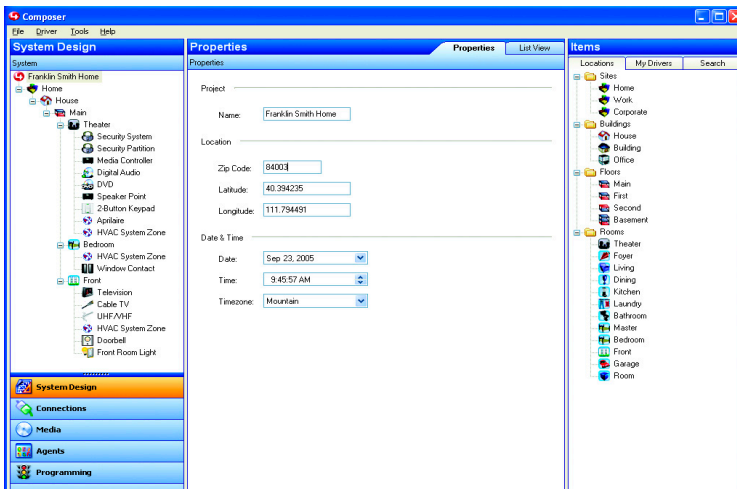 Composer
File Driver Tools Help
System Design
System
Franklin Smith Home
Home
House
Main
Theater
Security System
Security Partition
Media Controller
Digital Audio
DVD
Speaker Point
2-Button Keypad
Aprilaire
HVAC System Zone
Bedroom
HVAC System Zone
Window Contact
Front
Television
Cable TV
UHF/VHF
HVAC System Zone
Doorbell
Front Room Light
System Design
Connections
Media
Agents
Programming
Properties
Properties List View
Properties
Project
Name: Franklin Smith Home
Location
Zip Code: 84003
Latitude: 40.394235
Longitude: 111.794491
Date & Time
Date: Sep 23, 2005
Time: 9:45:57 AM
Timezone: Mountain
Items
Locations My Drivers Search
Sites
Home
Work
Corporate
Buildings
House
Building
Office
Floors
Main
First
Second
Basement
Rooms
Theater
Foyer
Living
Dining
Kitchen
Laundry
Bathroom
Master
Bedroom
Front
Garage
Room